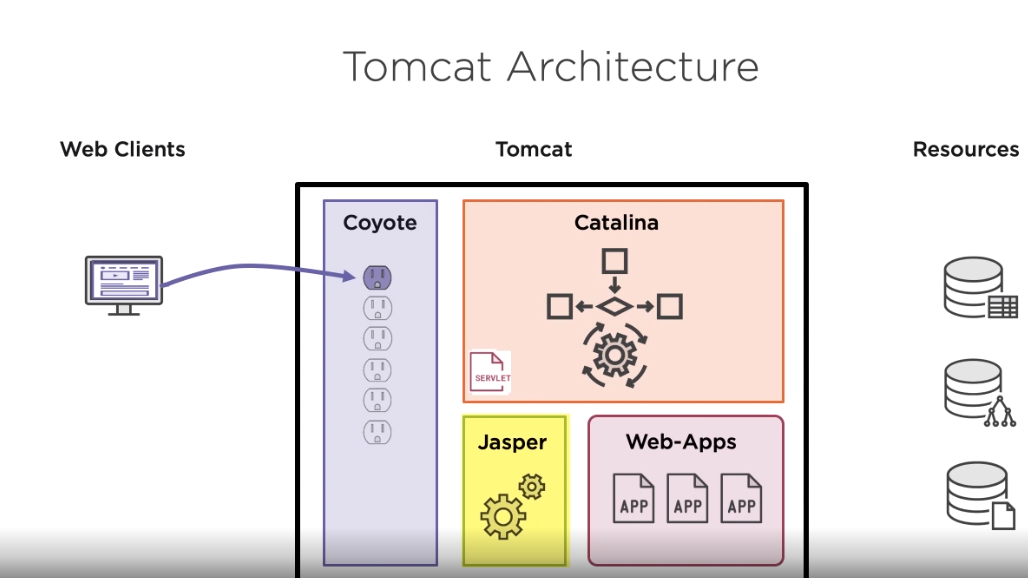 Tomcat Architecture
Web Clients
Tomcat
Resources
Coyote
Catalina
SERVLET
Jasper
Web-Apps
APP
APP
APP